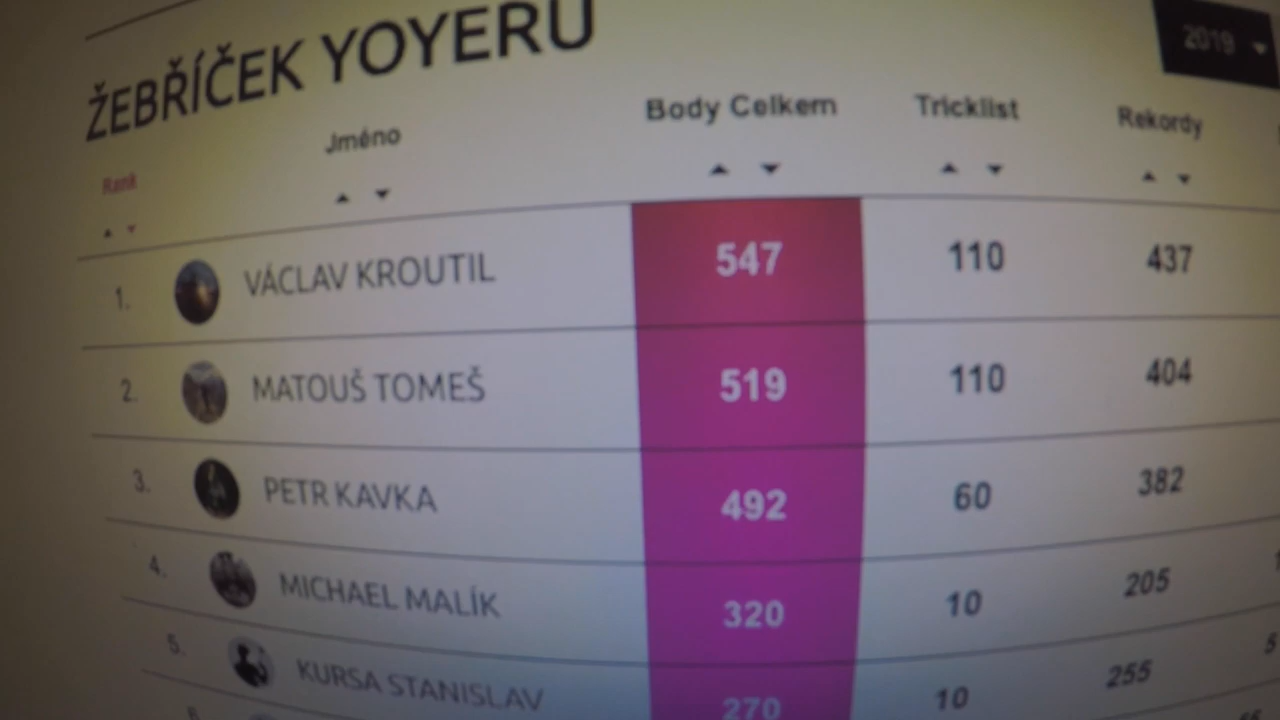 ŽEBŘÍČEK YOYERU
2019
Rank Jméno Body Celkem Tricklist Rekordy
1. VÁCLAV KROUTIL 547 110 437
2. MATOUŠ TOMEŠ 519 110 404
3. PETR KAVKA 492 60 382
4. MICHAEL MALÍK 320 10 205
5. KURSA STANISLAV 270 10 255 5